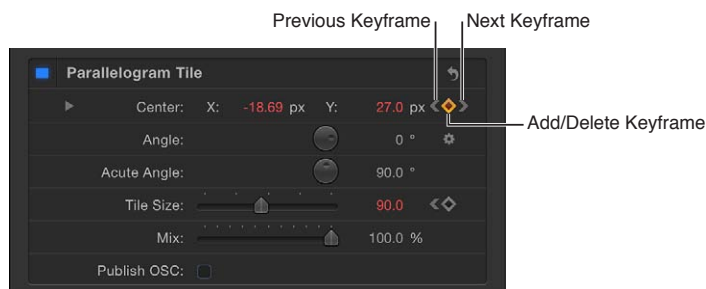 Previous Keyframe Next Keyframe
Parallelogram Tile
Center: X: -18.69 px Y: 27.0 px
Add/Delete Keyframe
Angle: 0 °
Acute Angle: 90.0 °
Tile Size: 90.0
Mix: 100.0 %
Publish OSC: